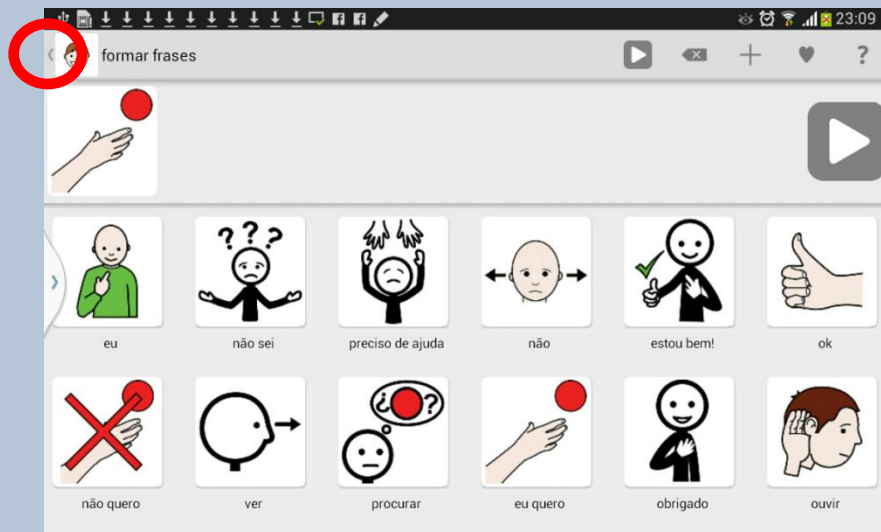 23:09
formar frases
?
???
eu
não sei
preciso de ajuda
não
estou bem!
ok
¿ ?
não quero
ver
procurar
eu quero
obrigado
ouvir